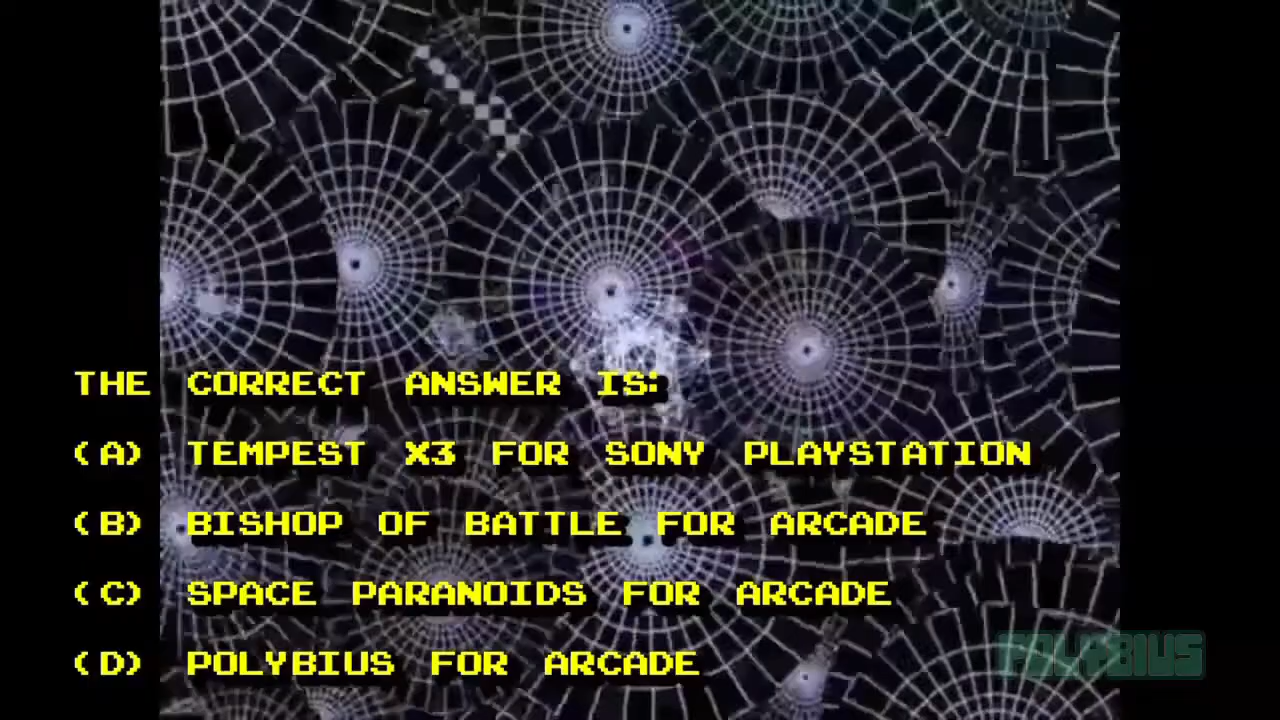 THE CORRECT ANSWER IS:
(A) TEMPEST X3 FOR SONY PLAYSTATION
(B) BISHOP OF BATTLE FOR ARCADE
(C) SPACE PARANOIDS FOR ARCADE
(D) POLYBIUS FOR ARCADE
POLYBIUS